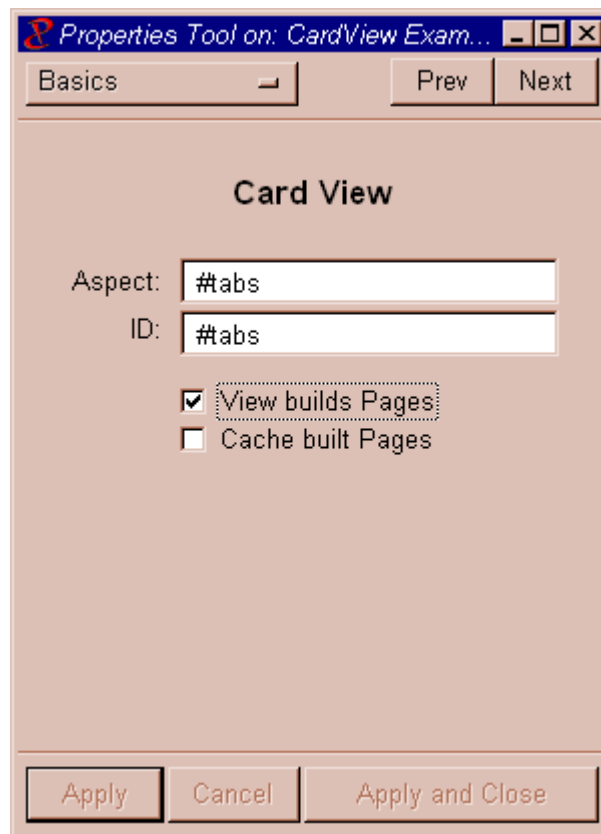 Properties Tool on: CardView Exam...
Basics Prev Next
Card View
Aspect: #tabs
ID: #tabs
View builds Pages
Cache built Pages
Apply Cancel Apply and Close